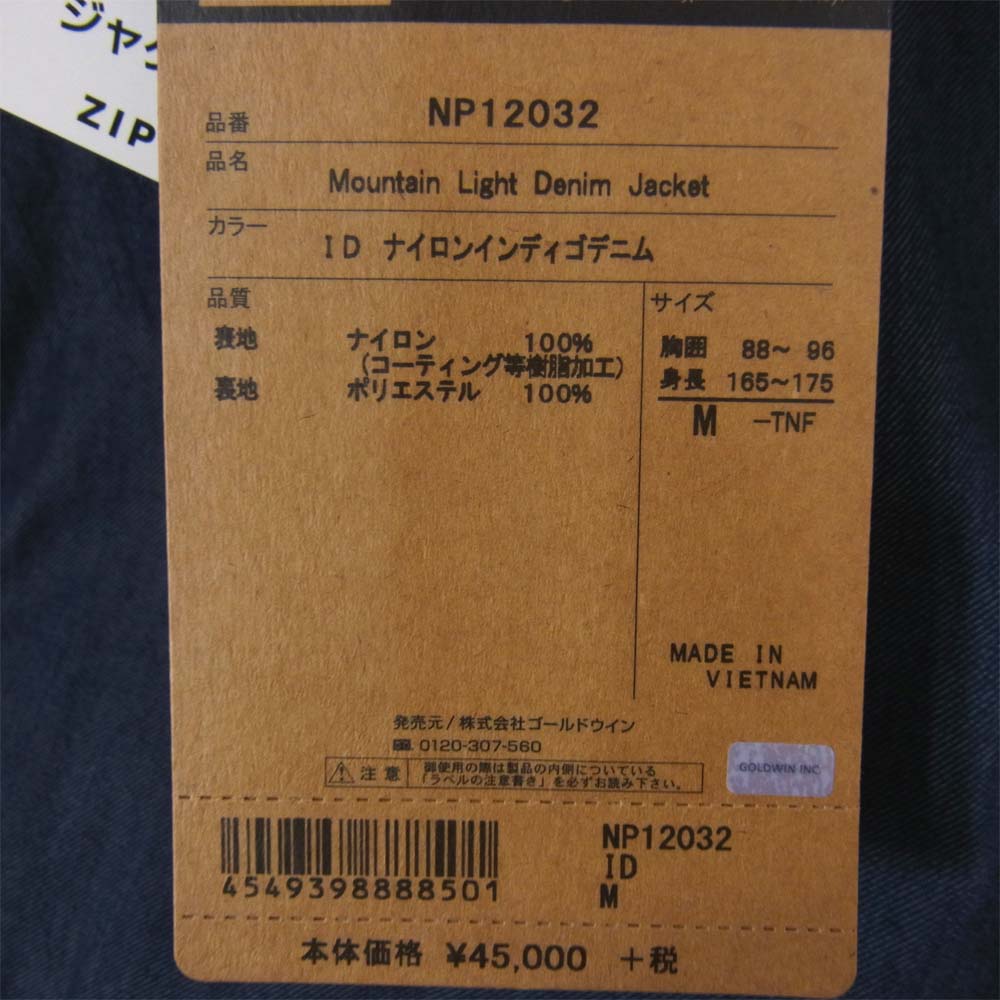 ジャケ
ZIP
品番 NP12032
品名 Mountain Light Denim Jacket
カラー ID ナイロンインディゴデニム
品質
表地 ナイロン 100%
(コーティング等樹脂加工)
裏地 ポリエステル 100%
サイズ
胸囲 88～ 96
身長 165～175
M -TNF
MADE IN
VIETNAM
発売元/株式会社ゴールドウイン
0120-307-560
注意 御使用の際は製品の内側についている
「ラベルの注意書き」を必ずお読み下さい。
GOLDWIN INC
4549398888501
NP12032
ID
M
本体価格 ¥45,000 +税